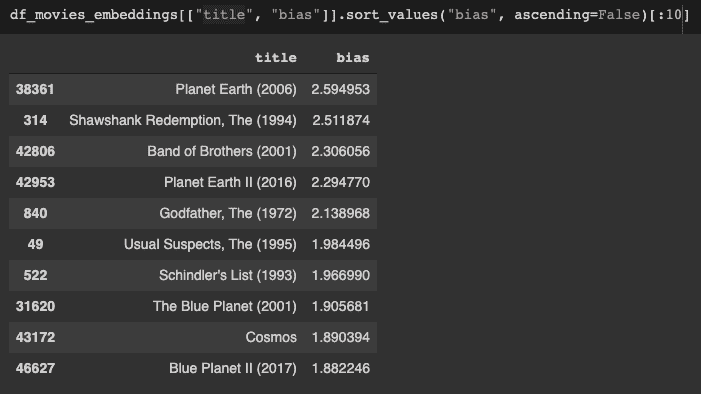 df_movies_embeddings[["title", "bias"]].sort_values("bias", ascending=False)[:10]
title bias
38361 Planet Earth (2006) 2.594953
314 Shawshank Redemption, The (1994) 2.511874
42806 Band of Brothers (2001) 2.306056
42953 Planet Earth II (2016) 2.294770
840 Godfather, The (1972) 2.138968
49 Usual Suspects, The (1995) 1.984496
522 Schindler's List (1993) 1.966990
31620 The Blue Planet (2001) 1.905681
43172 Cosmos 1.890394
46627 Blue Planet II (2017) 1.882246